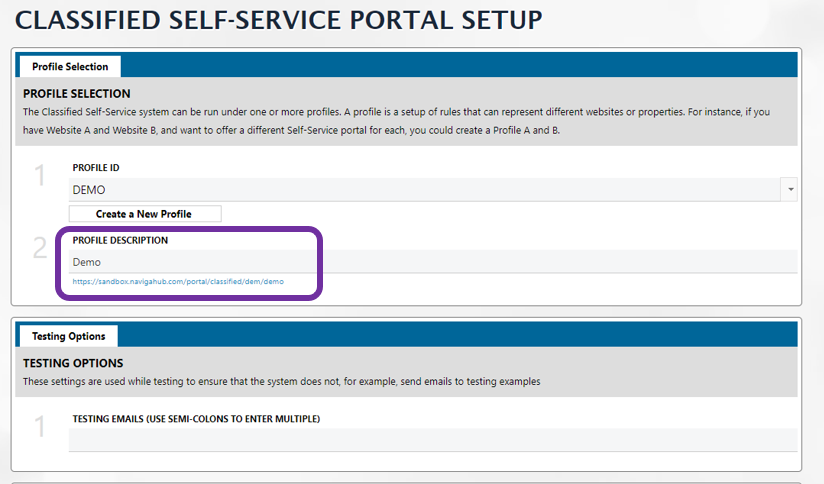 CLASSIFIED SELF-SERVICE PORTAL SETUP
Profile Selection
PROFILE SELECTION
The Classified Self-Service system can be run under one or more profiles. A profile is a setup of rules that can represent different websites or properties. For instance, if you
have Website A and Website B, and want to offer a different Self-Service portal for each, you could create a Profile A and B.
1
PROFILE ID
DEMO
Create a New Profile
2
PROFILE DESCRIPTION
Demo
https://sandbox.navigahub.com/portal/classified/dem/demo
Testing Options
TESTING OPTIONS
These settings are used while testing to ensure that the system does not, for example, send emails to testing examples
1
TESTING EMAILS (USE SEMI-COLONS TO ENTER MULTIPLE)